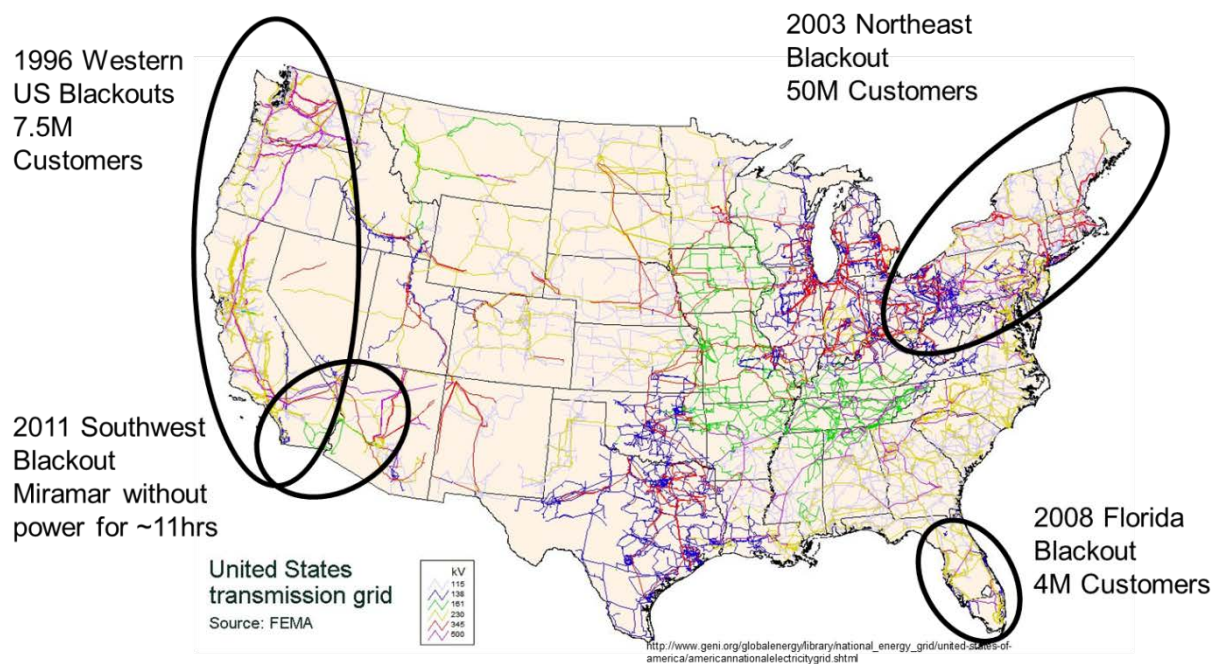 1996 Western
US Blackouts
7.5M
Customers
2003 Northeast
Blackout
50M Customers
2011 Southwest
Blackout
Miramar without
power for ~11hrs
2008 Florida
Blackout
4M Customers
United States
transmission grid
Source: FEMA
kV
115
138
161
230
345
500
http://www.geni.org/globalenergy/library/national_energy_grid/united-states-of-
america/americannationalelectricitygrid.shtml